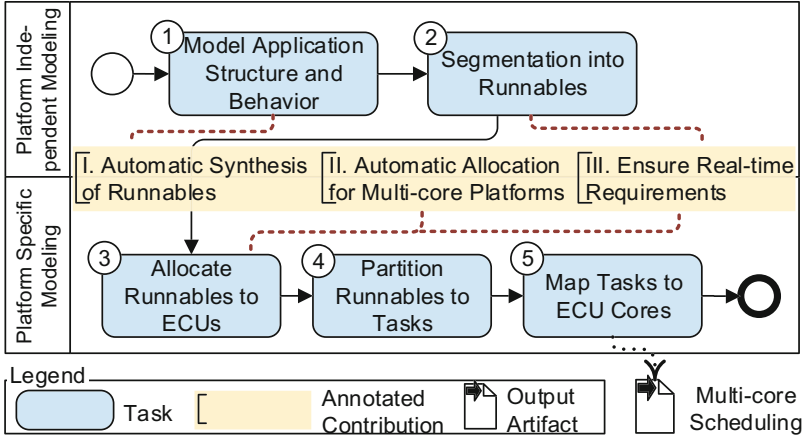 Platform Inde-
pendent Modeling
1
Model Application
Structure and
Behavior
2
Segmentation into
Runnables
I. Automatic Synthesis
of Runnables
II. Automatic Allocation
for Multi-core Platforms
III. Ensure Real-time
Requirements
Platform Specific
Modeling
3
Allocate
Runnables to
ECUs
4
Partition
Runnables to
Tasks
5
Map Tasks to
ECU Cores
Legend
Task
Annotated
Contribution
Output
Artifact
Multi-core
Scheduling